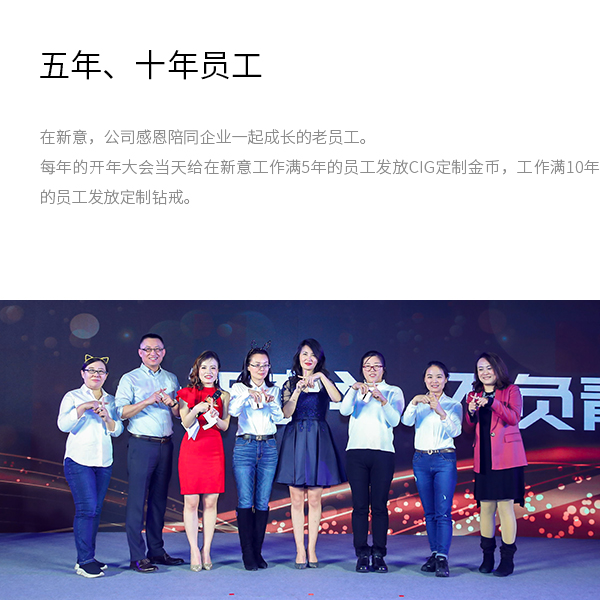 五年、十年员工
在新意，公司感恩陪同企业一起成长的老员工。
每年的开年大会当天给在新意工作满5年的员工发放CIG定制金币，工作满10年
的员工发放定制钻戒。
不负青